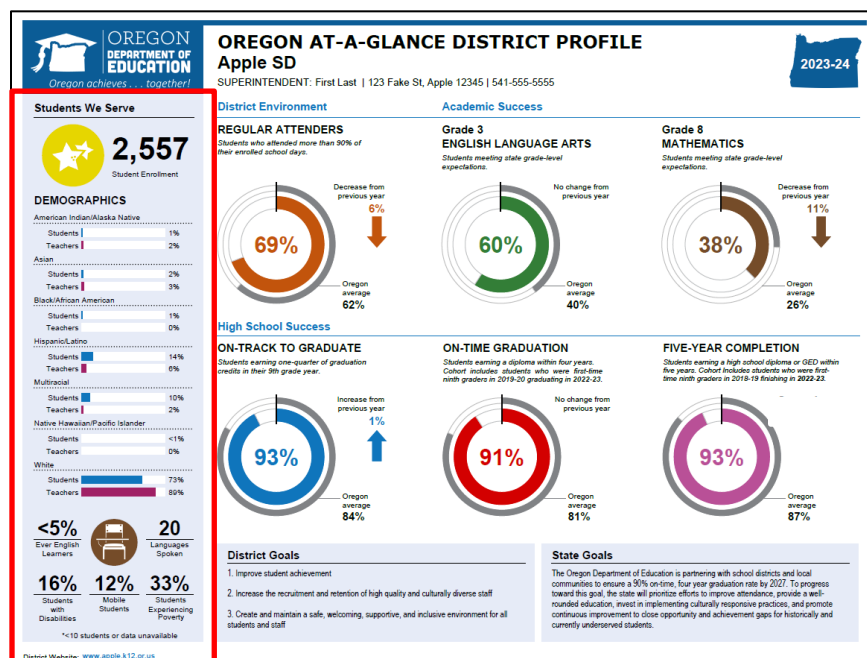 OREGON
DEPARTMENT OF
EDUCATION
Oregon achieves . . . together!
OREGON AT-A-GLANCE DISTRICT PROFILE
Apple SD
SUPERINTENDENT: First Last | 123 Fake St, Apple 12345 | 541-555-5555
2023-24
Students We Serve
2,557
Student Enrollment
DEMOGRAPHICS
American Indian/Alaska Native
Students 1%
Teachers 2%
Asian
Students 2%
Teachers 3%
Black/African American
Students 1%
Teachers 0%
Hispanic/Latino
Students 14%
Teachers 6%
Multiracial
Students 10%
Teachers 2%
Native Hawaiian/Pacific Islander
Students <1%
Teachers 0%
White
Students 73%
Teachers 89%
<5%
Ever English
Learners
20
Languages
Spoken
16%
Students
with
Disabilities
12%
Mobile
Students
33%
Students
Experiencing
Poverty
*<10 students or data unavailable
District Website: www.apple.k12.or.us
District Environment
REGULAR ATTENDERS
Students who attended more than 90% of
their enrolled school days.
Decrease from
previous year
6%
69%
Oregon
average
62%
Academic Success
Grade 3
ENGLISH LANGUAGE ARTS
Students meeting state grade-level
expectations.
No change from
previous year
60%
Oregon
average
40%
Grade 8
MATHEMATICS
Students meeting state grade-level
expectations.
Decrease from
previous year
11%
38%
Oregon
average
26%
High School Success
ON-TRACK TO GRADUATE
Students earning one-quarter of graduation
credits in their 9th grade year.
Increase from
previous year
1%
93%
Oregon
average
84%
ON-TIME GRADUATION
Students earning a diploma within four years.
Cohort includes students who were first-time
ninth graders in 2019-20 graduating in 2022-23.
No change from
previous year
91%
Oregon
average
81%
FIVE-YEAR COMPLETION
Students earning a high school diploma or GED within
five years. Cohort Includes students who were first-
time ninth graders in 2018-19 finishing in 2022-23.
93%
Oregon
average
87%
District Goals
1. Improve student achievement
2. Increase the recruitment and retention of high quality and culturally diverse staff
3. Create and maintain a safe, welcoming, supportive, and inclusive environment for all
students and staff
State Goals
The Oregon Department of Education is partnering with school districts and local
communities to ensure a 90% on-time, four year graduation rate by 2027. To progress
toward this goal, the state will prioritize efforts to improve attendance, provide a well-
rounded education, invest in implementing culturally responsive practices, and promote
continuous improvement to close opportunity and achievement gaps for historically and
currently underserved students.